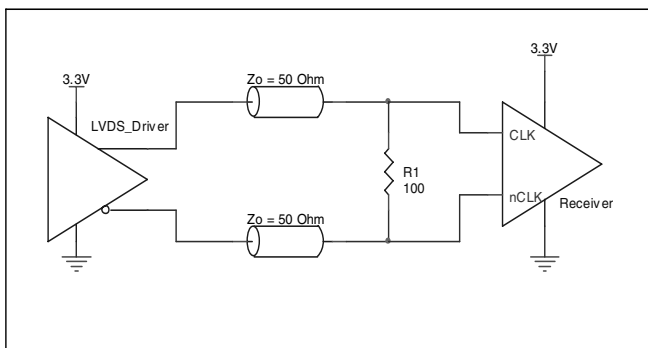 3.3V
LVDS_Driver
Zo = 50 Ohm
Zo = 50 Ohm
R1
100
3.3V
CLK
nCLK
Receiver